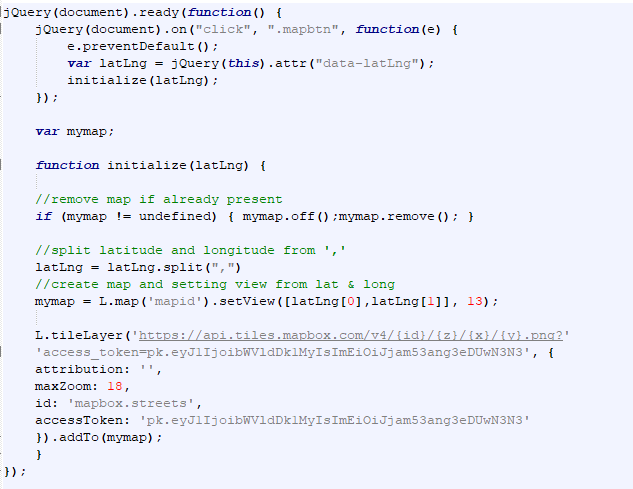 jQuery(document).ready(function() {
jQuery(document).on("click", ".mapbtn", function(e) {
e.preventDefault();
var latLng = jQuery(this).attr("data-latLng");
initialize(latLng);
});
var mymap;
function initialize(latLng) {
//remove map if already present
if (mymap != undefined) { mymap.off();mymap.remove(); }
//split latitude and longitude from ','
latLng = latLng.split(",")
//create map and setting view from lat & long
mymap = L.map('mapid').setView([latLng[0],latLng[1]], 13);
L.tileLayer('https://api.tiles.mapbox.com/v4/{id}/{z}/{x}/{y}.png?'
'access_token=pk.eyJ1IjoibWVldDk1MyIsImEiOiJjam53ang3eDUwN3N3', {
attribution: '',
maxZoom: 18,
id: 'mapbox.streets',
accessToken: 'pk.eyJ1IjoibWVldDk1MyIsImEiOiJjam53ang3eDUwN3N3'
}).addTo(mymap);
}
});